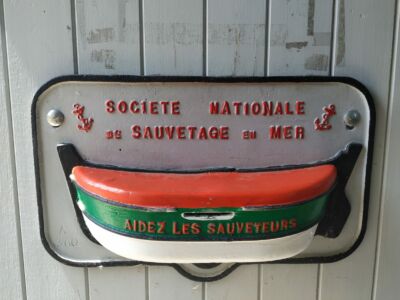 SOCIETE NATIONALE
DE SAUVETAGE EN MER
AIDEZ LES SAUVETEURS